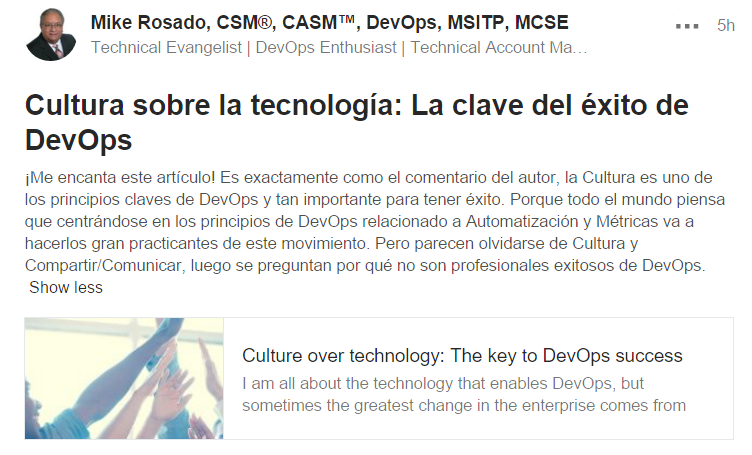 Mike Rosado, CSM®, CASM™, DevOps, MSITP, MCSE
5h
Technical Evangelist | DevOps Enthusiast | Technical Account Ma…
Cultura sobre la tecnología: La clave del éxito de
DevOps
¡Me encanta este artículo! Es exactamente como el comentario del autor, la Cultura es uno de
los principios claves de DevOps y tan importante para tener éxito. Porque todo el mundo piensa
que centrándose en los principios de DevOps relacionado a Automatización y Métricas va a
hacerlos gran practicantes de este movimiento. Pero parecen olvidarse de Cultura y
Compartir/Comunicar, luego se preguntan por qué no son profesionales exitosos de DevOps.
Show less
Culture over technology: The key to DevOps success
I am all about the technology that enables DevOps, but
sometimes the greatest change in the enterprise comes from